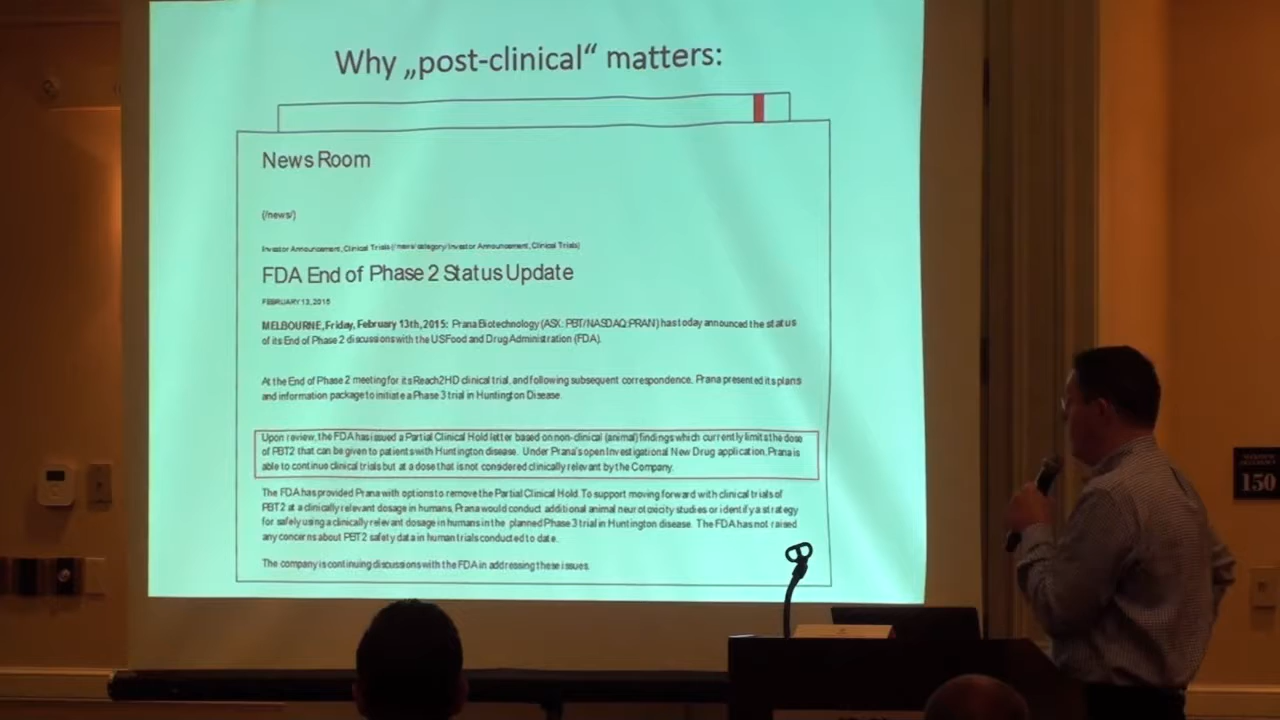 Why „post-clinical“ matters:
News Room
(/news/)
Investor Announcement, Clinical Trials (/news/category/Investor Announcement, Clinical Trials)
FDA End of Phase 2 Status Update
FEBRUARY 13, 2015
MELBOURNE, Friday, February 13th, 2015: Prana Biotechnology (ASX: PBT/NASDAQ:PRAN) has today announced the status
of its End of Phase 2 discussions with the US Food and Drug Administration (FDA).
At the End of Phase 2 meeting for its Reach2HD clinical trial, and following subsequent correspondence, Prana presented its plans
and information package to initiate a Phase 3 trial in Huntington Disease.
Upon review, the FDA has issued a Partial Clinical Hold letter based on non-clinical (animal) findings which currently limits the dose
of PBT2 that can be given to patients with Huntington disease. Under Prana's open Investigational New Drug application, Prana is
able to continue clinical trials but at a dose that is not considered clinically relevant by the Company.
The FDA has provided Prana with options to remove the Partial Clinical Hold. To support moving forward with clinical trials of
PBT2 at a clinically relevant dosage in humans, Prana would conduct additional animal neurotoxicity studies or identify a strategy
for safely using a clinically relevant dosage in humans in the planned Phase 3 trial in Huntington disease. The FDA has not raised
any concerns about PBT2 safety data in human trials conducted to date.
The company is continuing discussions with the FDA in addressing these issues.
150